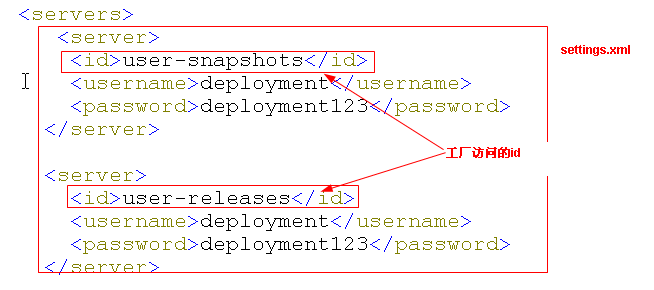 <servers>
<server>
<id>user-snapshots</id>
<username>deployment</username>
<password>deployment123</password>
</server>
<server>
<id>user-releases</id>
<username>deployment</username>
<password>deployment123</password>
</server>
settings.xml
工厂访问的id